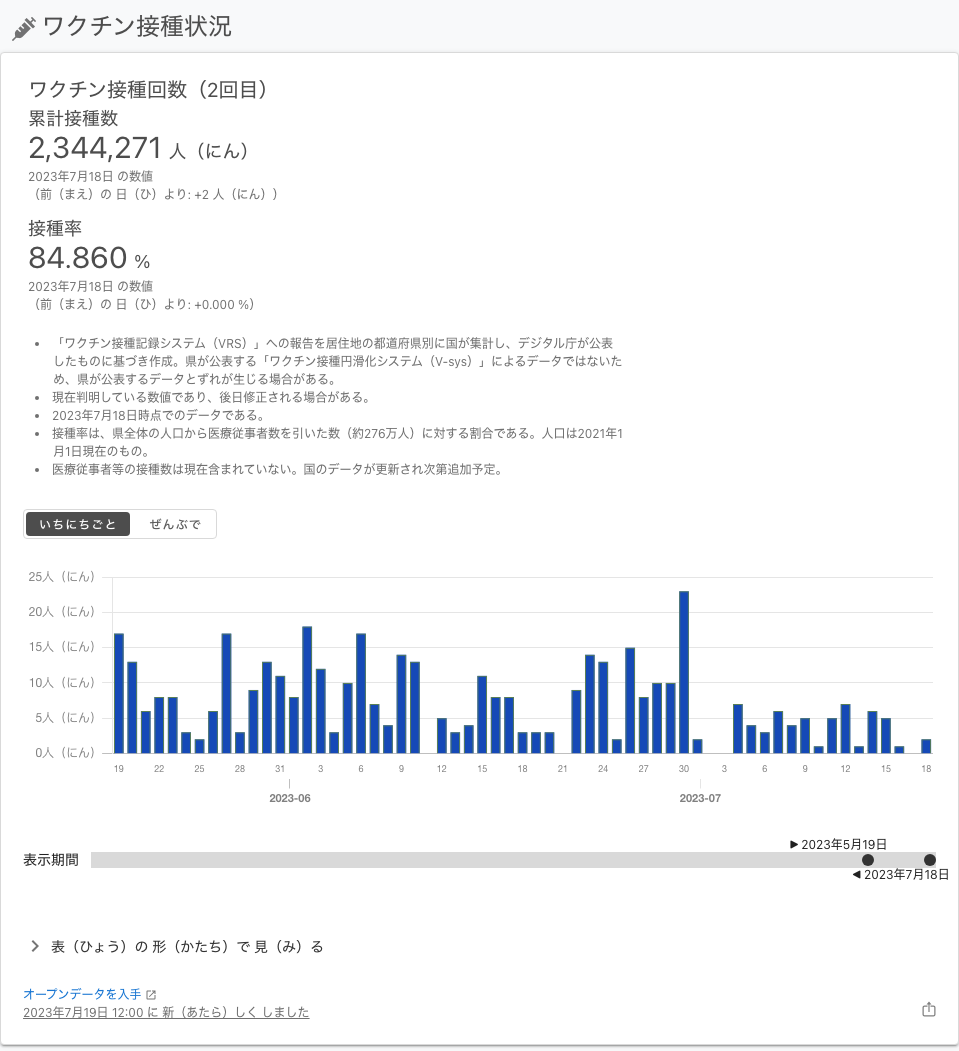 ワクチン接種状況
ワクチン接種回数（2回目）
累計接種数
2,344,271 人（にん）
2023年7月18日 の数値
（前（まえ）の 日（ひ）より: +2 人（にん））
接種率
84.860 %
2023年7月18日 の数値
（前（まえ）の 日（ひ）より: +0.000 %）
• 「ワクチン接種記録システム（VRS）」への報告を居住地の都道府県別に国が集計し、デジタル庁が公表
したものに基づき作成。県が公表する「ワクチン接種円滑化システム（V-sys）」によるデータではないた
め、県が公表するデータとずれが生じる場合がある。
• 現在判明している数値であり、後日修正される場合がある。
• 2023年7月18日時点でのデータである。
• 接種率は、県全体の人口から医療従事者数を引いた数（約276万人）に対する割合である。人口は2021年1
月1日現在のもの。
• 医療従事者等の接種数は現在含まれていない。国のデータが更新され次第追加予定。
いちにちごと ぜんぶで
25人（にん）
20人（にん）
15人（にん）
10人（にん）
5人（にん）
0人（にん）
19 22 25 28 31 3 6 9 12 15 18 21 24 27 30 3 6 9 12 15 18
2023-06 2023-07
2023年5月19日
表示期間
2023年7月18日
表（ひょう）の 形（かたち）で 見（み）る
オープンデータを入手
2023年7月19日 12:00 に 新（あたら）しく しました